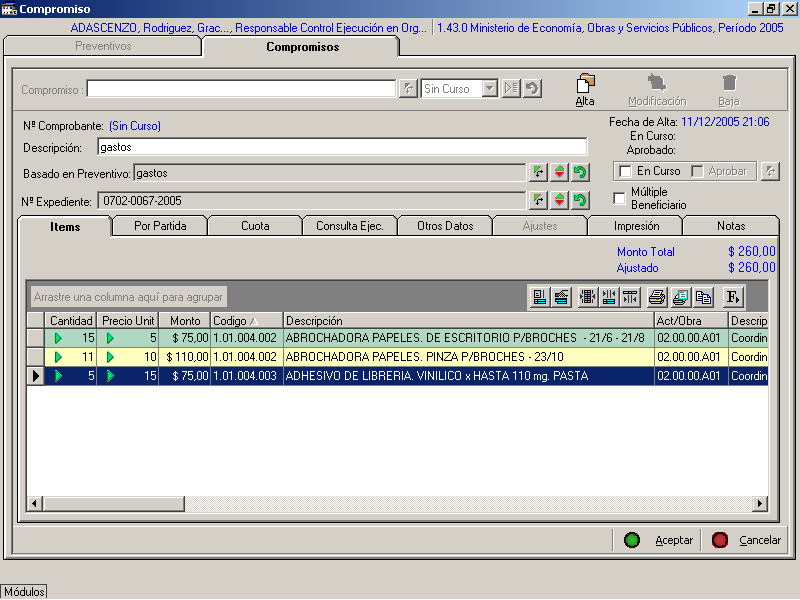 Compromiso
ADASCENZO, Rodriguez, Grac..., Responsable Control Ejecución en Org... 1.43.0 Ministerio de Economía, Obras y Servicios Públicos, Período 2005
Preventivos Compromisos
Compromiso : Sin Curso Alta Modificación Baja
Nº Comprobante: (Sin Curso) Fecha de Alta: 11/12/2005 21:06
En Curso:
Descripción: gastos Aprobado:
Basado en Preventivo: gastos En Curso Aprobar
Nº Expediente: 0702-0067-2005 Múltiple
Beneficiario
Items Por Partida Cuota Consulta Ejec. Otros Datos Ajustes Impresión Notas
Monto Total $ 260,00
Ajustado $ 260,00
Arrastre una columna aquí para agrupar
Cantidad Precio Unit Monto Codigo Descripción Act/Obra Descrip
15 5 $ 75,00 1.01.004.002 ABROCHADORA PAPELES. DE ESCRITORIO P/BROCHES - 21/6 - 21/8 02.00.00.A01 Coordin
11 10 $ 110,00 1.01.004.002 ABROCHADORA PAPELES. PINZA P/BROCHES - 23/10 02.00.00.A01 Coordin
5 15 $ 75,00 1.01.004.003 ADHESIVO DE LIBRERIA. VINILICO x HASTA 110 mg. PASTA 02.00.00.A01 Coordin
Aceptar Cancelar
Módulos